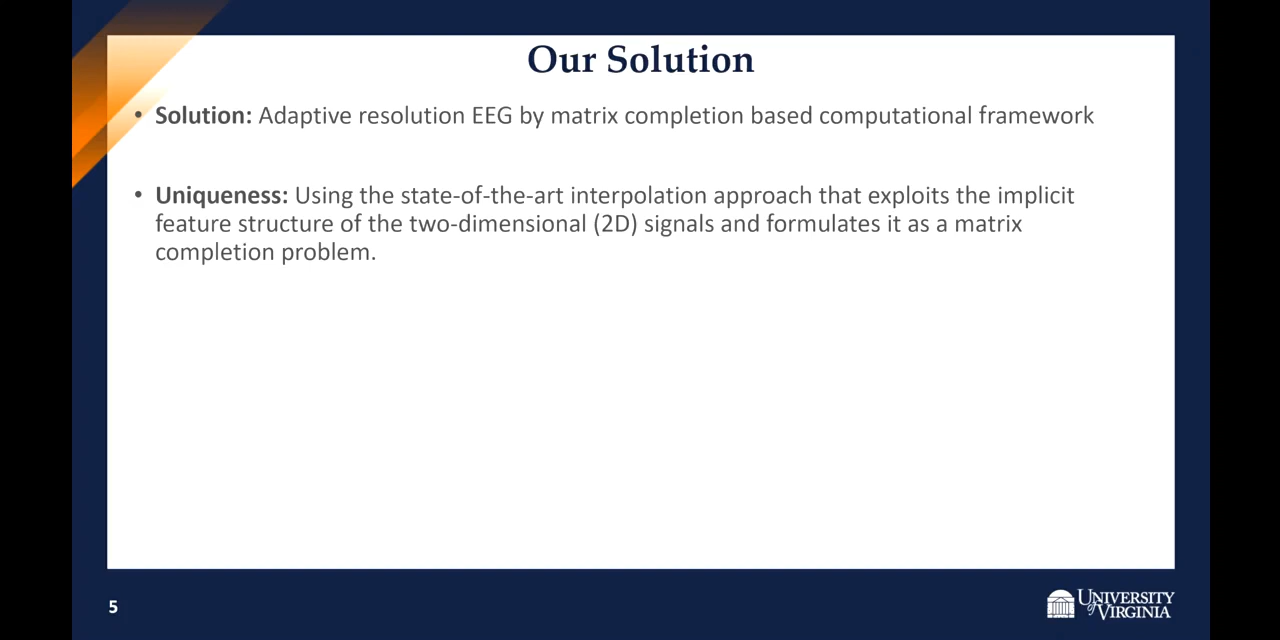 Our Solution
• Solution: Adaptive resolution EEG by matrix completion based computational framework
• Uniqueness: Using the state-of-the-art interpolation approach that exploits the implicit
feature structure of the two-dimensional (2D) signals and formulates it as a matrix
completion problem.
5
UNIVERSITY
of VIRGINIA